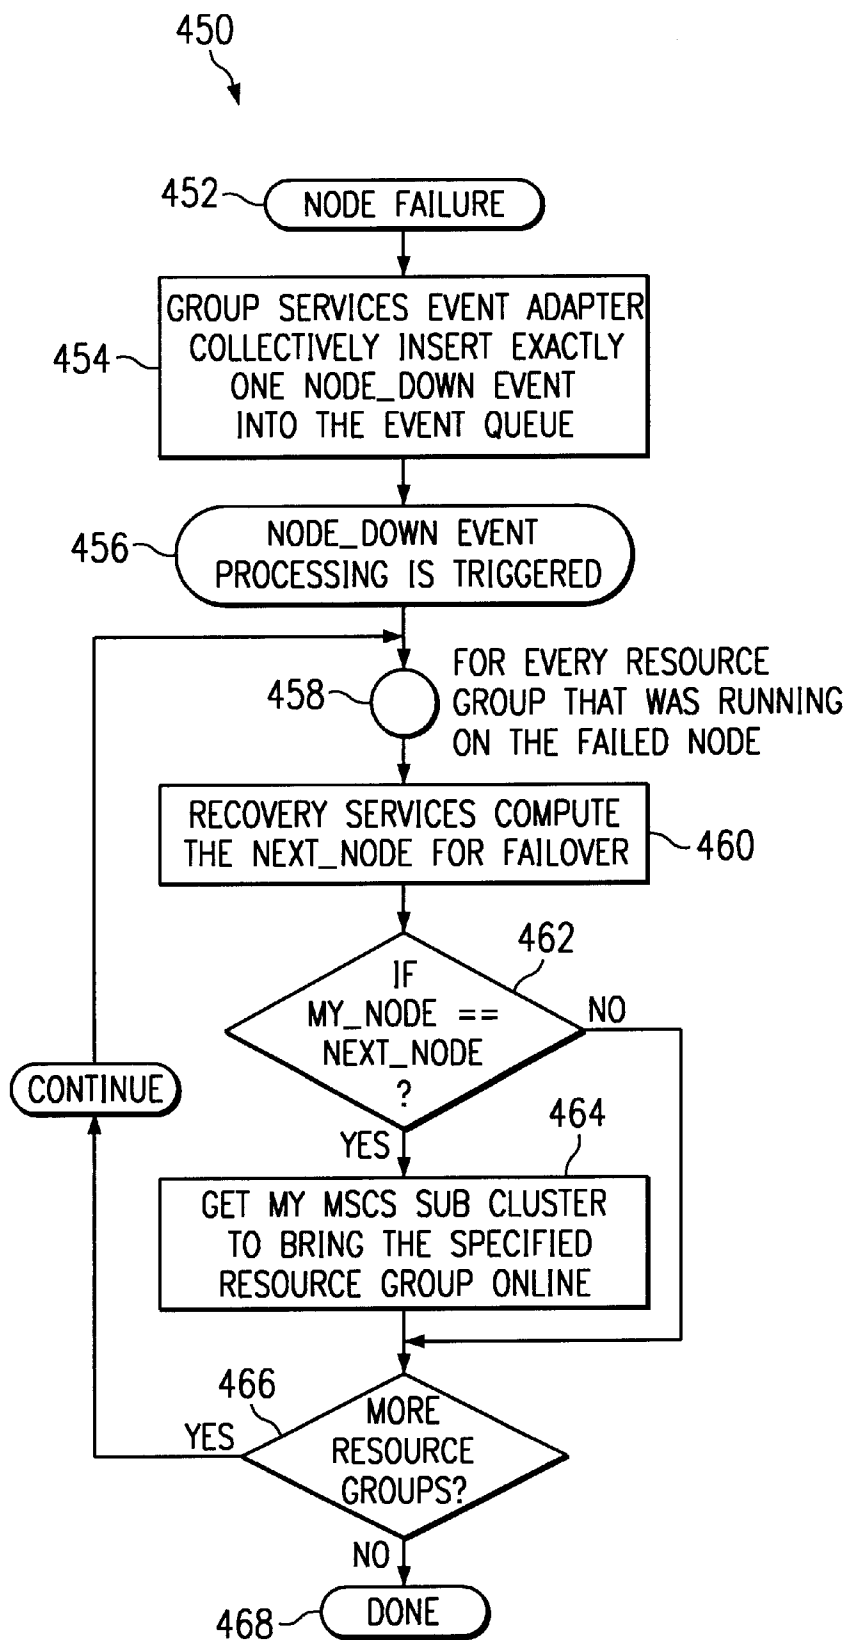 450
452
NODE FAILURE
454
GROUP SERVICES EVENT ADAPTER
COLLECTIVELY INSERT EXACTLY
ONE NODE_DOWN EVENT
INTO THE EVENT QUEUE
456
NODE_DOWN EVENT
PROCESSING IS TRIGGERED
458
FOR EVERY RESOURCE
GROUP THAT WAS RUNNING
ON THE FAILED NODE
RECOVERY SERVICES COMPUTE
THE NEXT_NODE FOR FAILOVER
460
462
IF
MY_NODE ==
NEXT_NODE
?
NO
CONTINUE
YES
464
GET MY MSCS SUB CLUSTER
TO BRING THE SPECIFIED
RESOURCE GROUP ONLINE
466
YES
MORE
RESOURCE
GROUPS?
NO
468
DONE